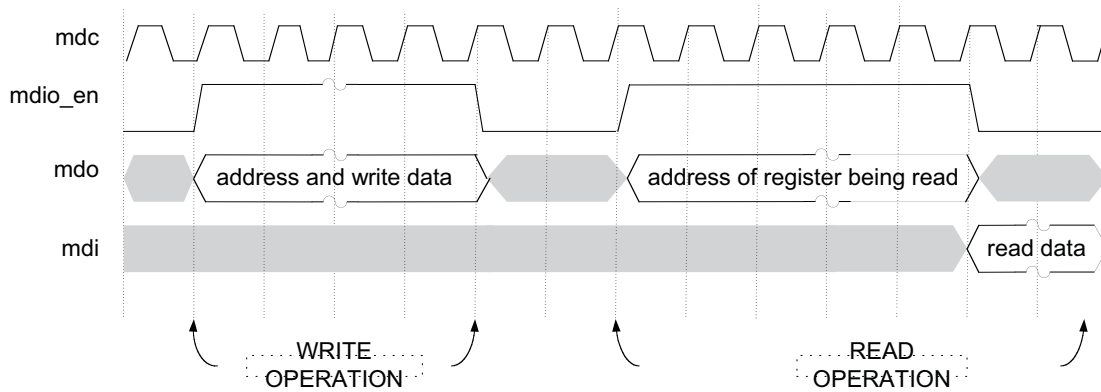 mdc
mdio_en
mdo
address and write data
address of register being read
mdi
read data
WRITE
OPERATION
READ
OPERATION